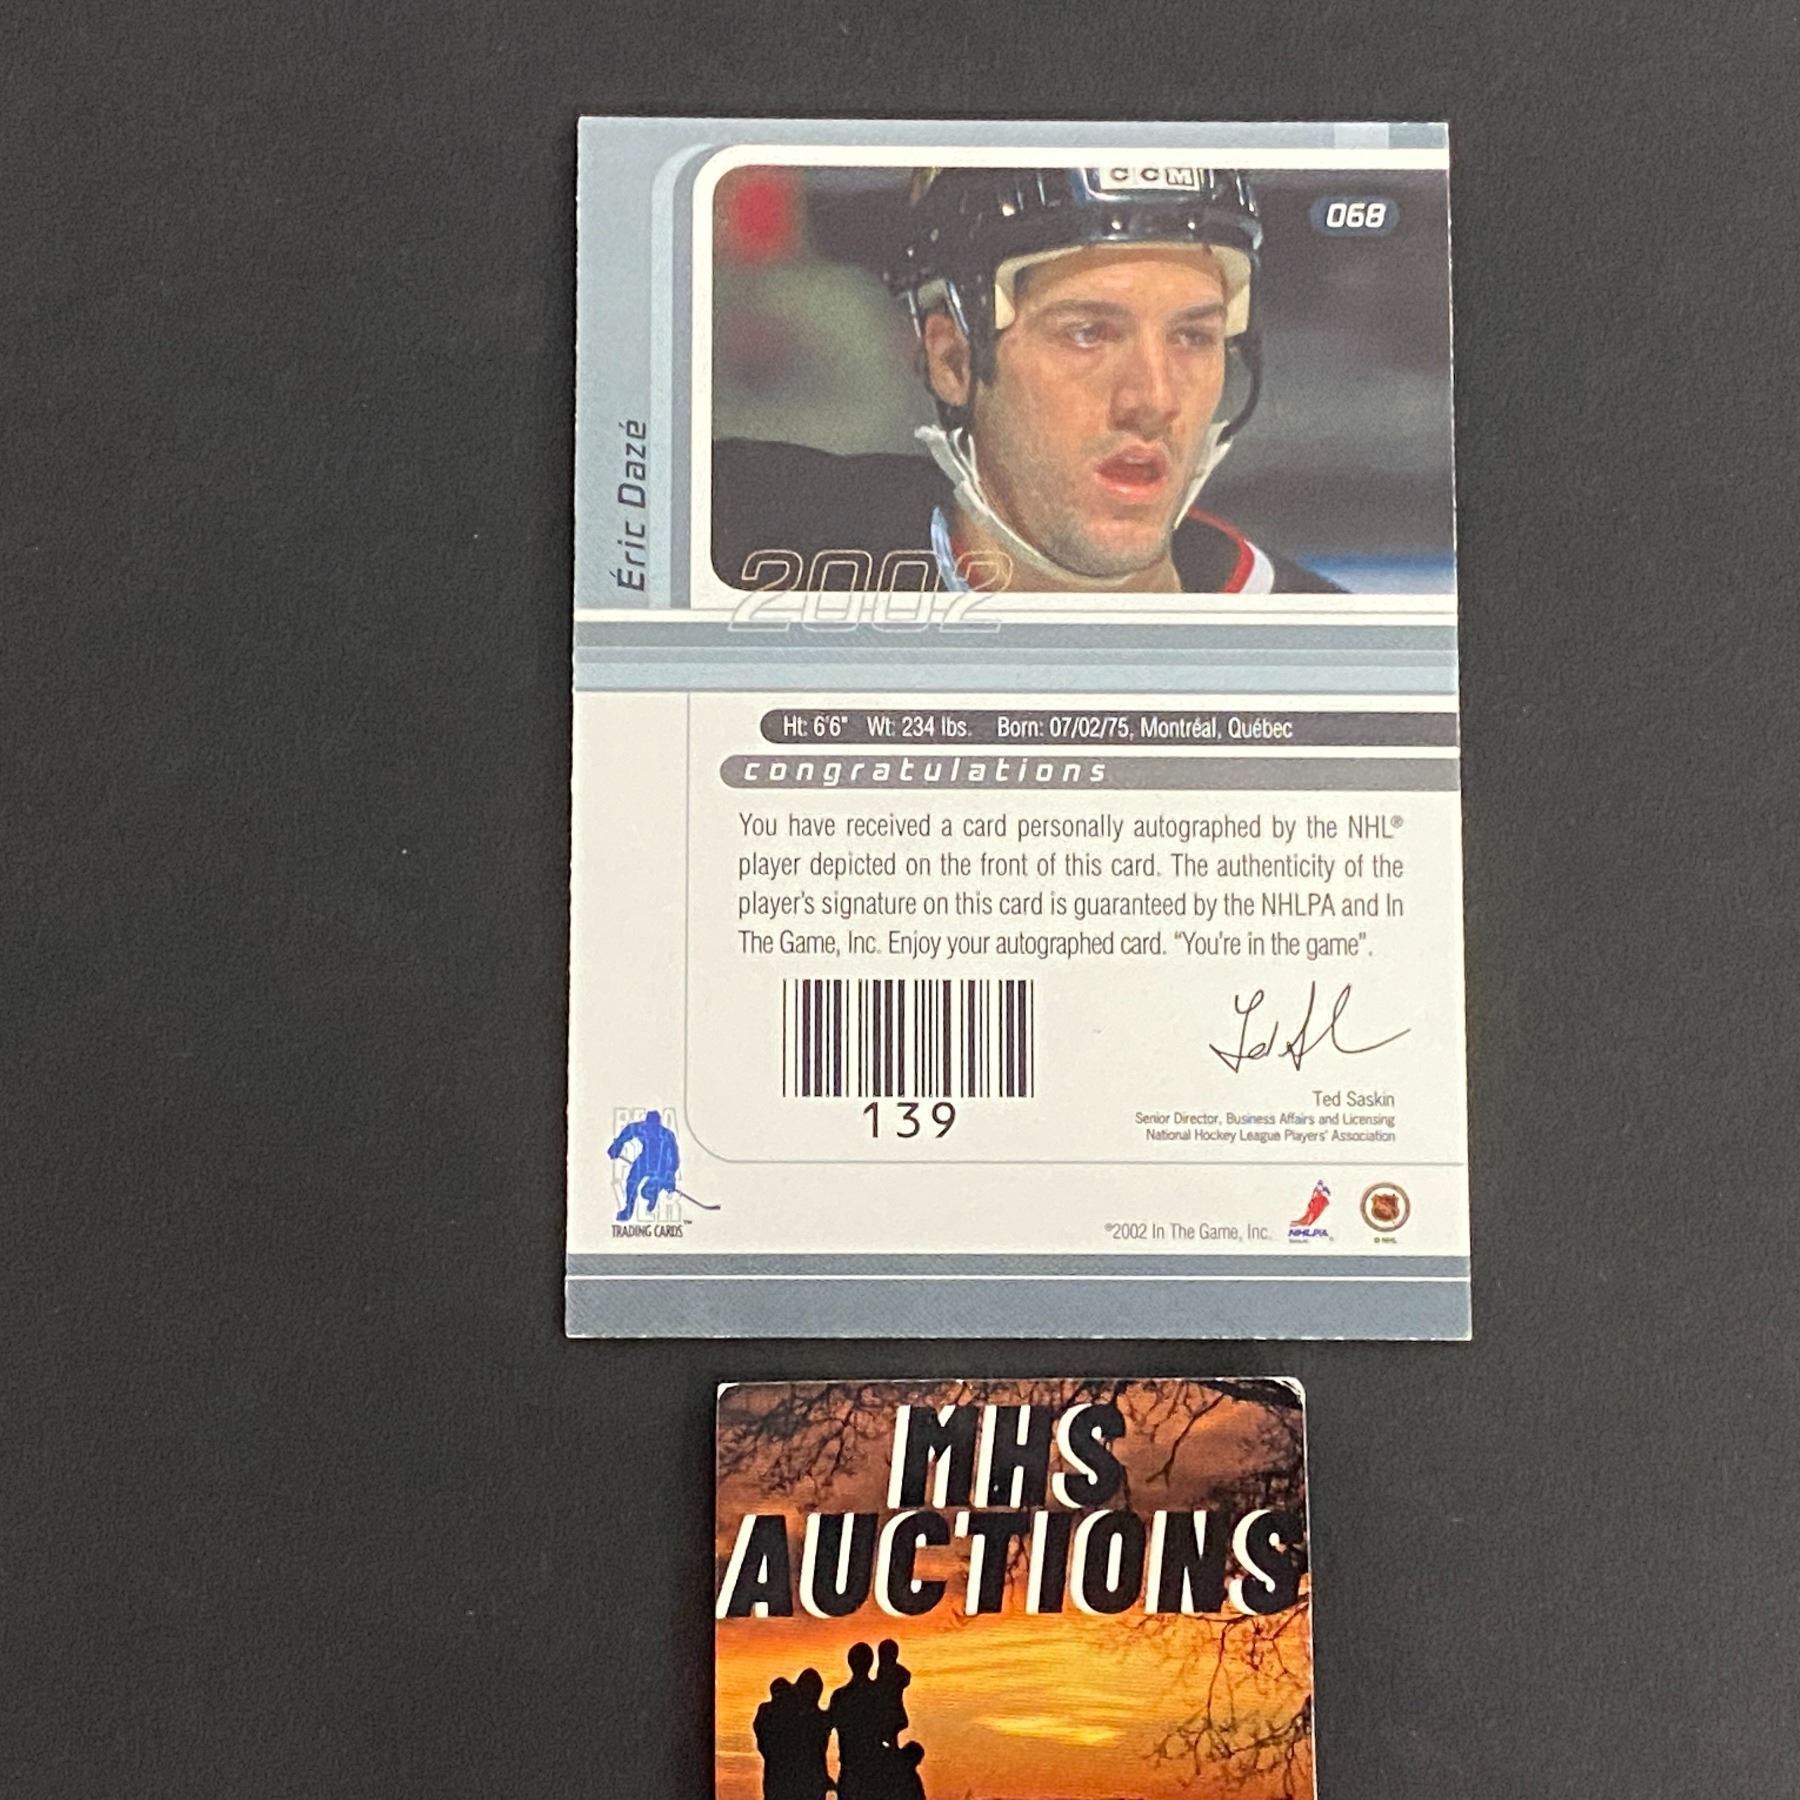 CCM
068
Éric Dazé
2002
Ht: 6'6" Wt: 234 lbs. Born: 07/02/75, Montréal, Québec
congratulations
You have received a card personally autographed by the NHL®
player depicted on the front of this card. The authenticity of the
player's signature on this card is guaranteed by the NHLPA and In
The Game, Inc. Enjoy your autographed card. "You're in the game".
139
Ted Saskin
Senior Director, Business Affairs and Licensing
National Hockey League Players' Association
TRADING CARDS™
©2002 In The Game, Inc.
NHLPA
© NHL
MHS
AUCTIONS